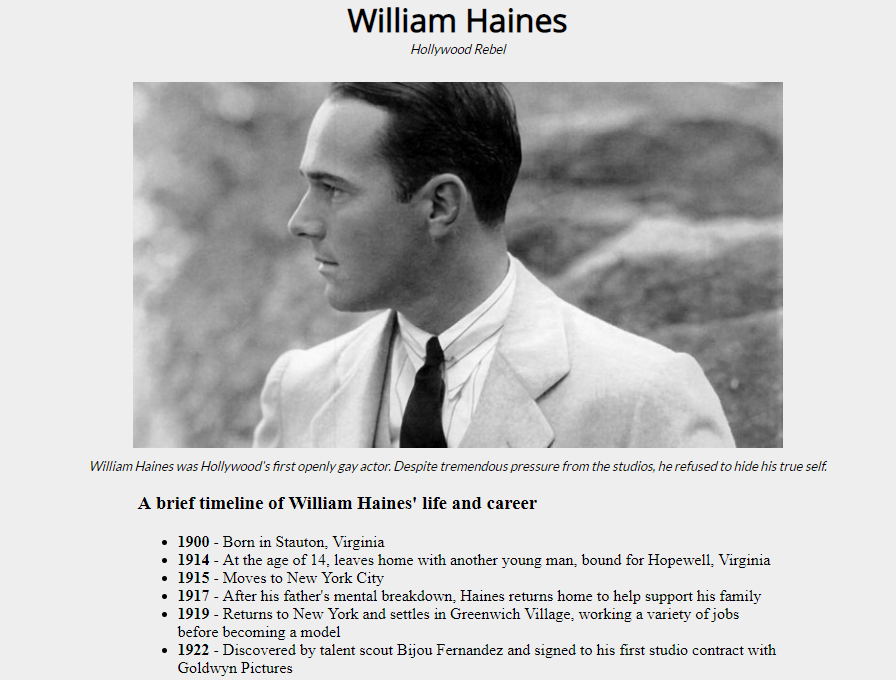 William Haines
Hollywood Rebel
William Haines was Hollywood's first openly gay actor. Despite tremendous pressure from the studios, he refused to hide his true self.
A brief timeline of William Haines' life and career
• 1900 - Born in Stauton, Virginia
• 1914 - At the age of 14, leaves home with another young man, bound for Hopewell, Virginia
• 1915 - Moves to New York City
• 1917 - After his father's mental breakdown, Haines returns home to help support his family
• 1919 - Returns to New York and settles in Greenwich Village, working a variety of jobs
before becoming a model
• 1922 - Discovered by talent scout Bijou Fernandez and signed to his first studio contract with
Goldwyn Pictures